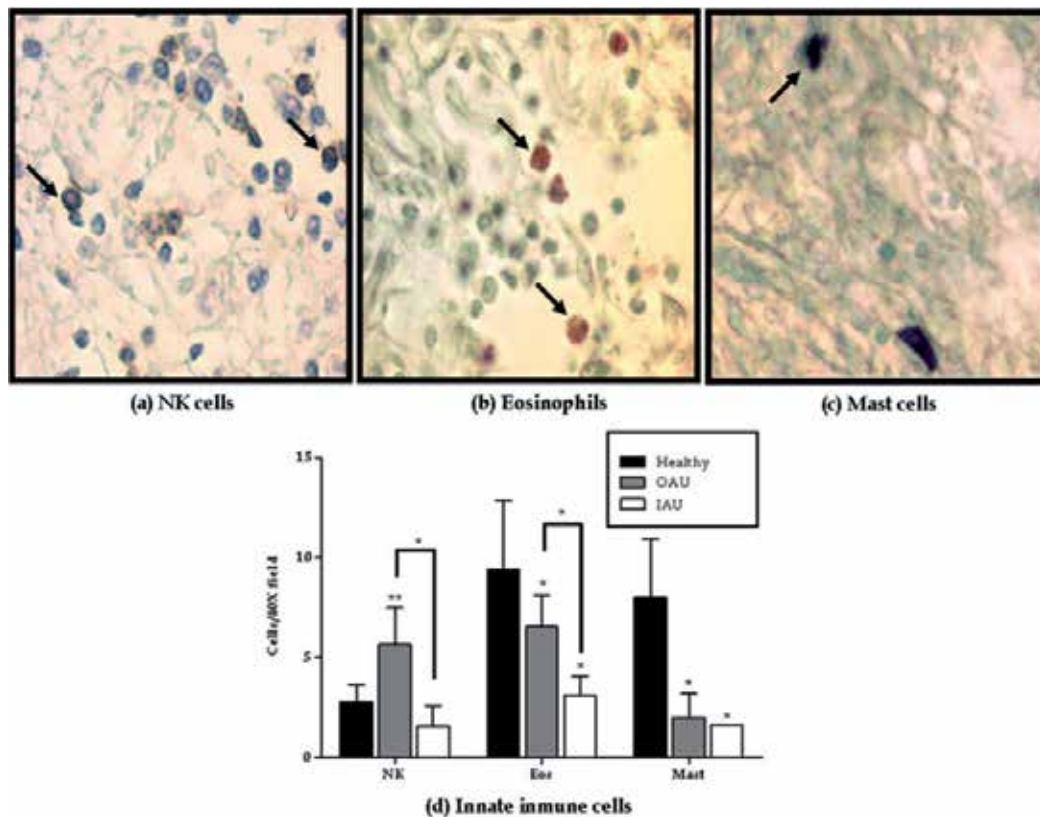 (a) NK cells
(b) Eosinophils
(c) Mast cells
15
10
5
0
Cells/60X field
Healthy
OAU
IAU
*
**
*
*
*
*
*
NK
Eos
Mast
(d) Innate inmune cells